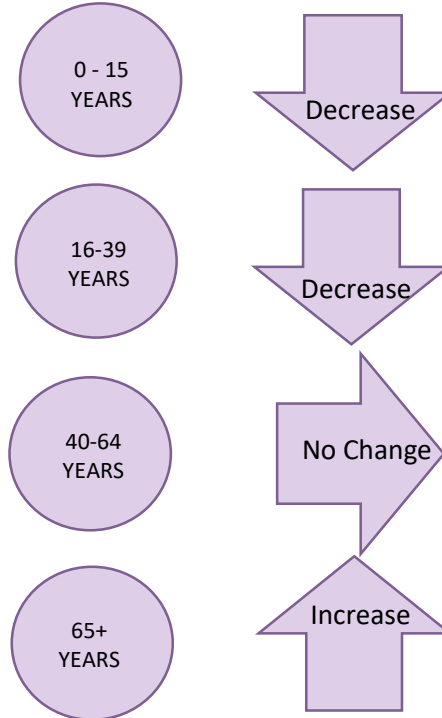 0 - 15
YEARS
Decrease
16-39
YEARS
Decrease
40-64
YEARS
No Change
65+
YEARS
Increase